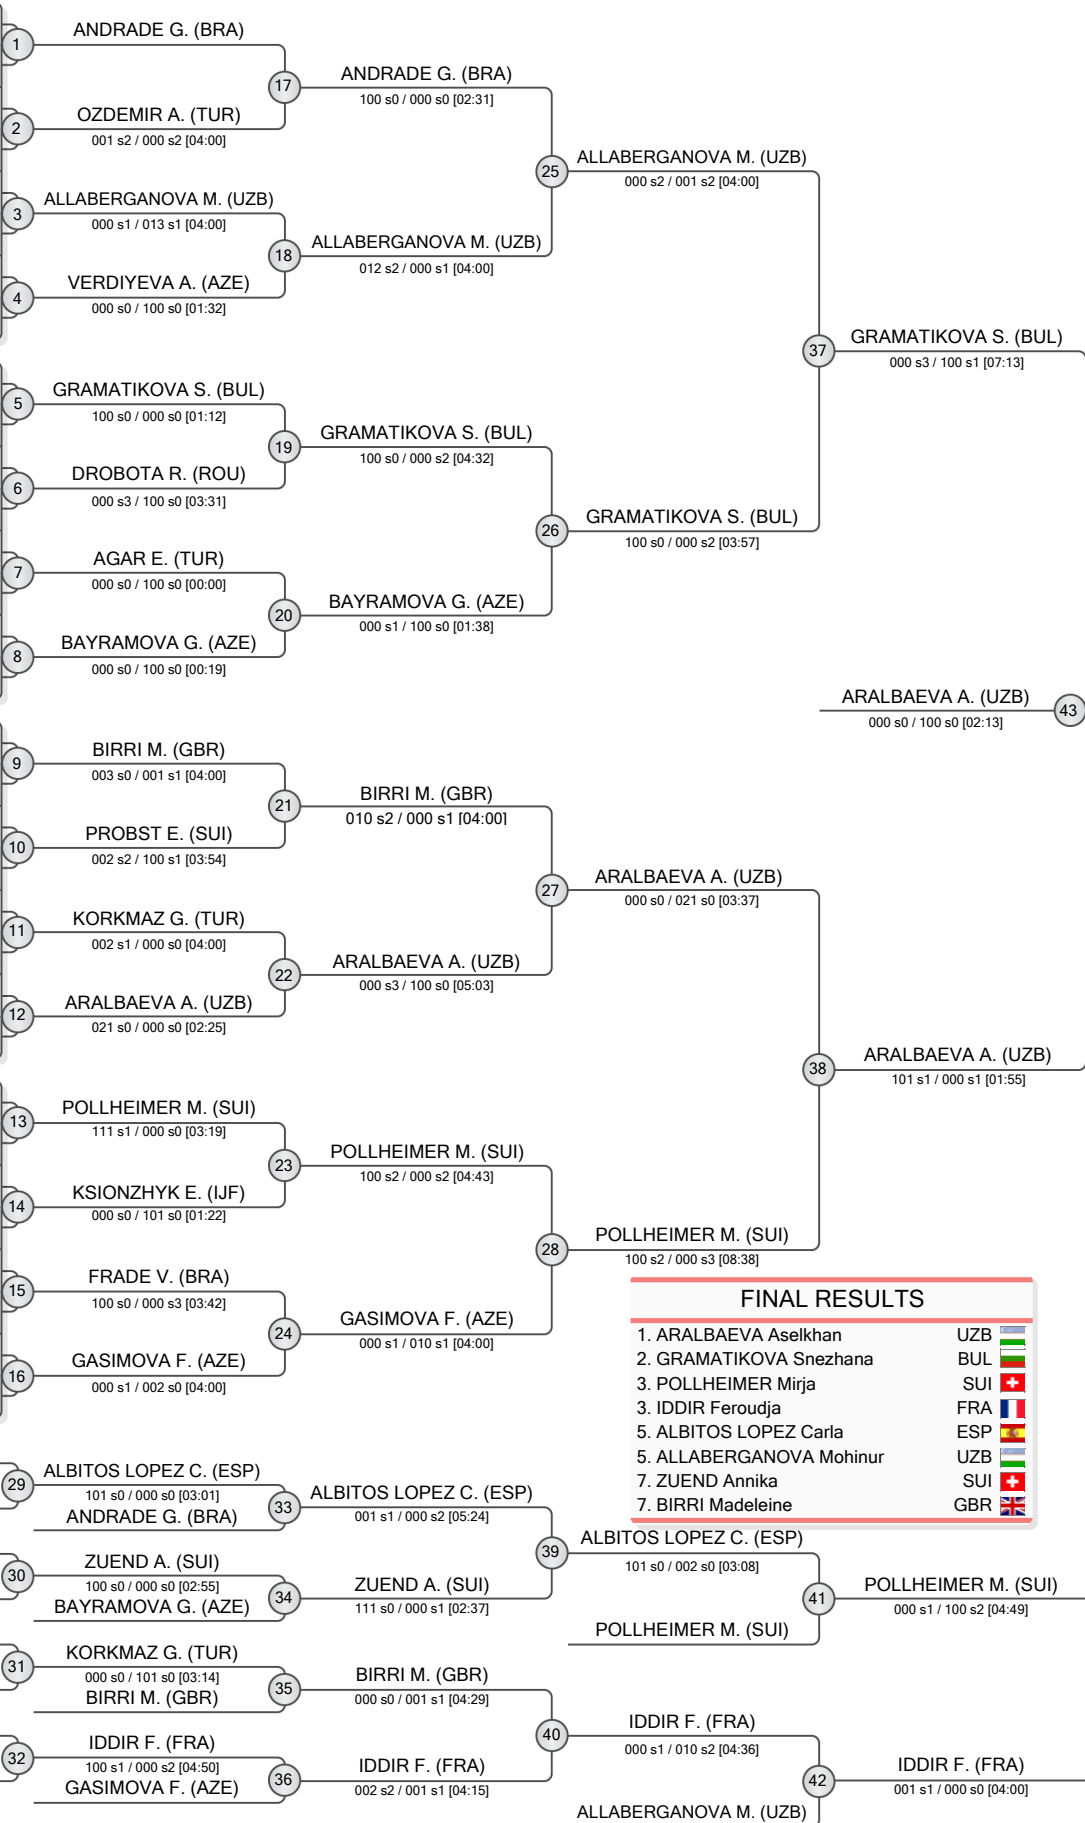 ANDRADE G. (BRA)
1
17
ANDRADE G. (BRA)
100 s0 / 000 s0 [02:31]
OZDEMIR A. (TUR)
2
001 s2 / 000 s2 [04:00]
25
ALLABERGANOVA M. (UZB)
000 s2 / 001 s2 [04:00]
ALLABERGANOVA M. (UZB)
3
000 s1 / 013 s1 [04:00]
18
ALLABERGANOVA M. (UZB)
012 s2 / 000 s1 [04:00]
VERDIYEVA A. (AZE)
4
000 s0 / 100 s0 [01:32]
37
GRAMATIKOVA S. (BUL)
000 s3 / 100 s1 [07:13]
GRAMATIKOVA S. (BUL)
5
100 s0 / 000 s0 [01:12]
19
GRAMATIKOVA S. (BUL)
100 s0 / 000 s2 [04:32]
DROBOTA R. (ROU)
6
000 s3 / 100 s0 [03:31]
26
GRAMATIKOVA S. (BUL)
100 s0 / 000 s2 [03:57]
AGAR E. (TUR)
7
000 s0 / 100 s0 [00:00]
20
BAYRAMOVA G. (AZE)
000 s1 / 100 s0 [01:38]
BAYRAMOVA G. (AZE)
8
000 s0 / 100 s0 [00:19]
ARALBAEVA A. (UZB)
43
000 s0 / 100 s0 [02:13]
BIRRI M. (GBR)
9
003 s0 / 001 s1 [04:00]
21
BIRRI M. (GBR)
010 s2 / 000 s1 [04:00]
PROBST E. (SUI)
10
002 s2 / 100 s1 [03:54]
27
ARALBAEVA A. (UZB)
000 s0 / 021 s0 [03:37]
KORKMAZ G. (TUR)
11
002 s1 / 000 s0 [04:00]
22
ARALBAEVA A. (UZB)
000 s3 / 100 s0 [05:03]
ARALBAEVA A. (UZB)
12
021 s0 / 000 s0 [02:25]
38
ARALBAEVA A. (UZB)
101 s1 / 000 s1 [01:55]
POLLHEIMER M. (SUI)
13
111 s1 / 000 s0 [03:19]
23
POLLHEIMER M. (SUI)
100 s2 / 000 s2 [04:43]
KSIONZHYK E. (IJF)
14
000 s0 / 101 s0 [01:22]
28
POLLHEIMER M. (SUI)
100 s2 / 000 s3 [08:38]
FRADE V. (BRA)
15
100 s0 / 000 s3 [03:42]
24
GASIMOVA F. (AZE)
000 s1 / 010 s1 [04:00]
GASIMOVA F. (AZE)
16
000 s1 / 002 s0 [04:00]
FINAL RESULTS
1. ARALBAEVA Aselkhan UZB
2. GRAMATIKOVA Snezhana BUL
3. POLLHEIMER Mirja SUI
3. IDDIR Feroudja FRA
5. ALBITOS LOPEZ Carla ESP
5. ALLABERGANOVA Mohinur UZB
7. ZUEND Annika SUI
7. BIRRI Madeleine GBR
ALBITOS LOPEZ C. (ESP)
29
101 s0 / 000 s0 [03:01]
ANDRADE G. (BRA)
33
ALBITOS LOPEZ C. (ESP)
001 s1 / 000 s2 [05:24]
39
ALBITOS LOPEZ C. (ESP)
101 s0 / 002 s0 [03:08]
ZUEND A. (SUI)
30
100 s0 / 000 s0 [02:55]
BAYRAMOVA G. (AZE)
34
ZUEND A. (SUI)
111 s0 / 000 s1 [02:37]
41
POLLHEIMER M. (SUI)
000 s1 / 100 s2 [04:49]
POLLHEIMER M. (SUI)
KORKMAZ G. (TUR)
31
000 s0 / 101 s0 [03:14]
BIRRI M. (GBR)
35
BIRRI M. (GBR)
000 s0 / 001 s1 [04:29]
40
IDDIR F. (FRA)
000 s1 / 010 s2 [04:36]
IDDIR F. (FRA)
32
100 s1 / 000 s2 [04:50]
GASIMOVA F. (AZE)
36
IDDIR F. (FRA)
002 s2 / 001 s1 [04:15]
42
IDDIR F. (FRA)
001 s1 / 000 s0 [04:00]
ALLABERGANOVA M. (UZB)